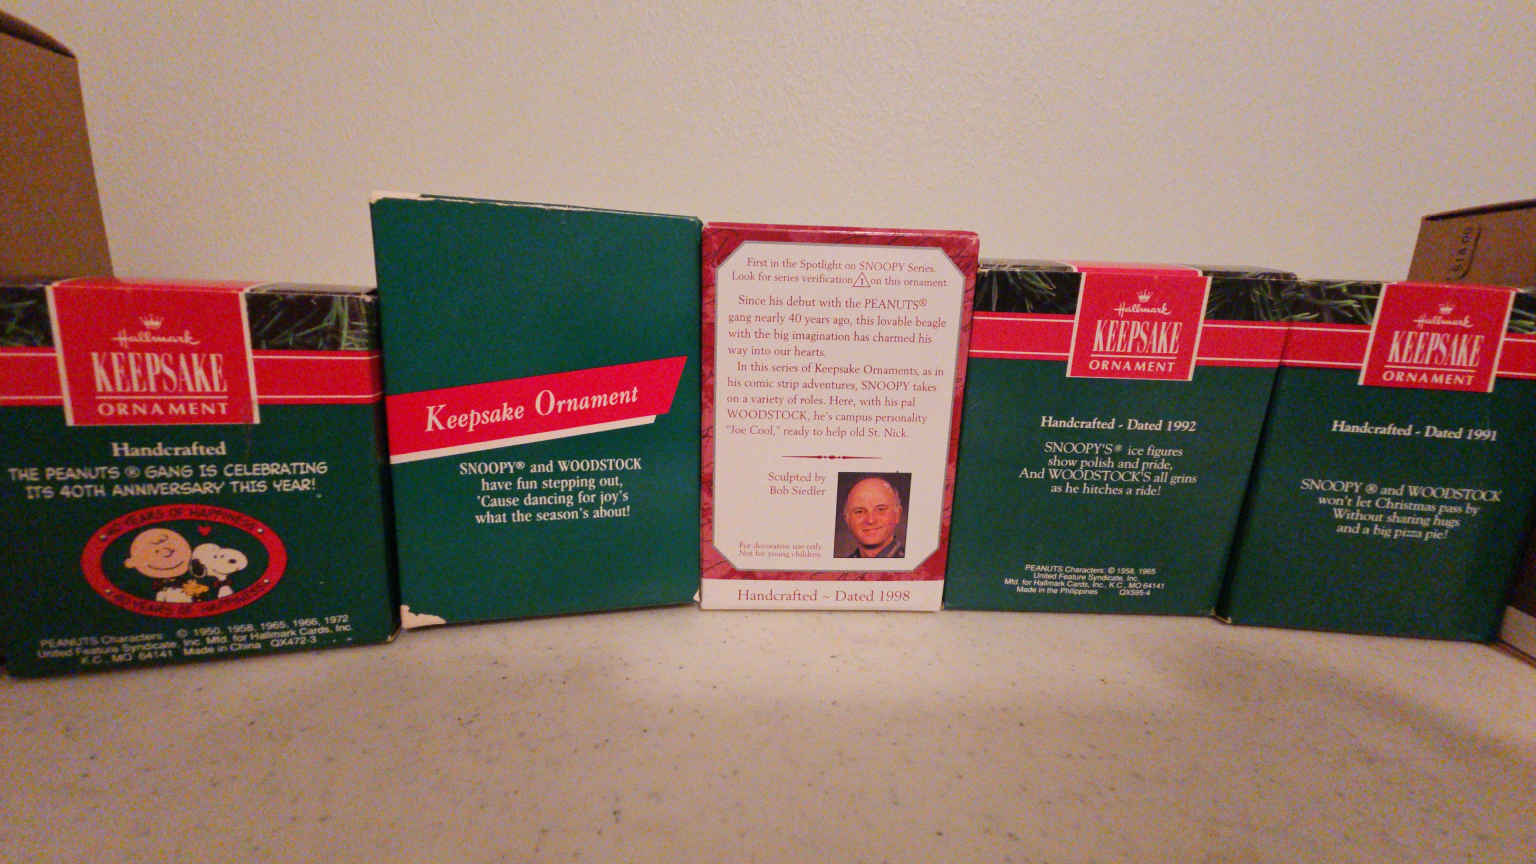 Hallmark
KEEPSAKE
ORNAMENT
Handcrafted
THE PEANUTS ® GANG IS CELEBRATING
ITS 40TH ANNIVERSARY THIS YEAR!
40 YEARS OF HAPPINESS
40 YEARS OF HAPPINESS
PEANUTS Characters: © 1950, 1958, 1965, 1966, 1972
United Feature Syndicate, Inc. Mfd. for Hallmark Cards, Inc.
K.C., MO 64141 Made in China QX472-3
Keepsake Ornament
SNOOPY® and WOODSTOCK
have fun stepping out,
'Cause dancing for joy's
what the season's about!
First in the Spotlight on SNOOPY Series.
Look for series verification 1 on this ornament.
Since his debut with the PEANUTS®
gang nearly 40 years ago, this lovable beagle
with the big imagination has charmed his
way into our hearts.
In this series of Keepsake Ornaments, as in
his comic strip adventures, SNOOPY takes
on a variety of roles. Here, with his pal
WOODSTOCK, he's campus personality
"Joe Cool," ready to help old St. Nick.
Sculpted by
Bob Siedler
For decorative use only.
Not for young children.
Handcrafted ~ Dated 1998
Hallmark
KEEPSAKE
ORNAMENT
Handcrafted - Dated 1992
SNOOPY'S® ice figures
show polish and pride,
And WOODSTOCK'S all grins
as he hitches a ride!
PEANUTS Characters: © 1958, 1965
United Feature Syndicate, Inc.
Mfd. for Hallmark Cards, Inc., K.C., MO 64141
Made in the Philippines QX595-4
Hallmark
KEEPSAKE
ORNAMENT
Handcrafted - Dated 1991
SNOOPY ® and WOODSTOCK
won't let Christmas pass by
Without sharing hugs
and a big pizza pie!